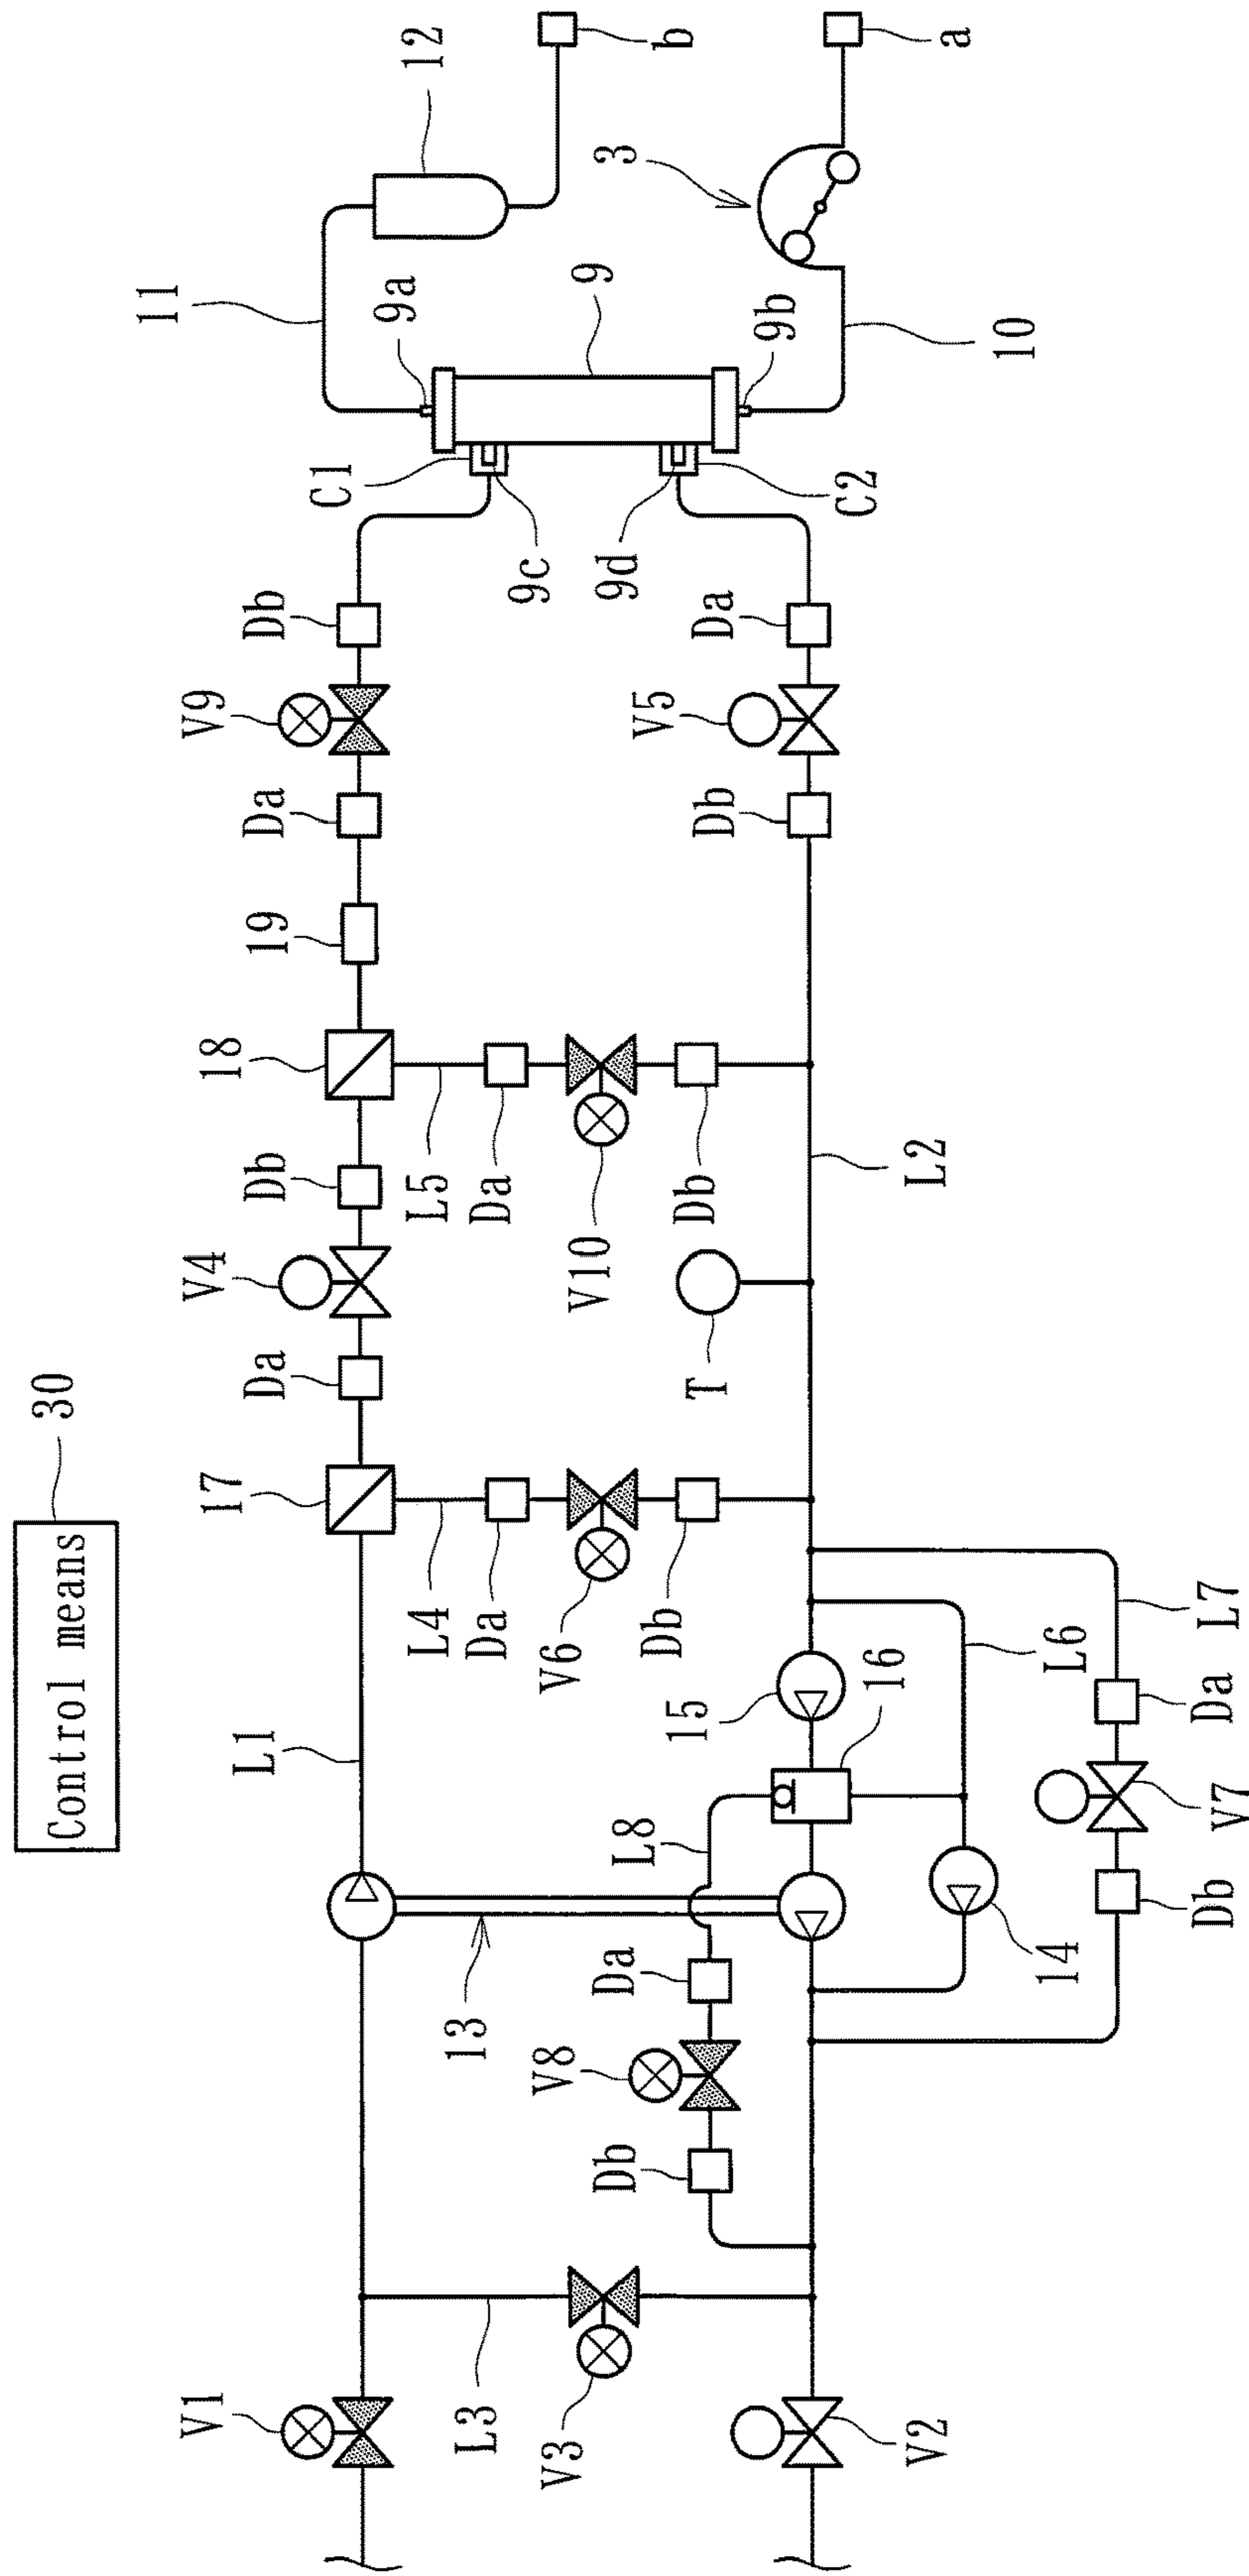 Control means
30
12
b
a
3
11
9a
9
9b
10
C1
9c
9d
C2
Db
V9
Da
19
18
Db
V4
Da
17
L1
Da
V5
Db
L5
Da
V10
Db
L2
T
L4
Da
V6
Db
15
16
L6
L7
Da
V7
Db
14
L8
13
Da
V8
Db
V1
L3
V3
V2